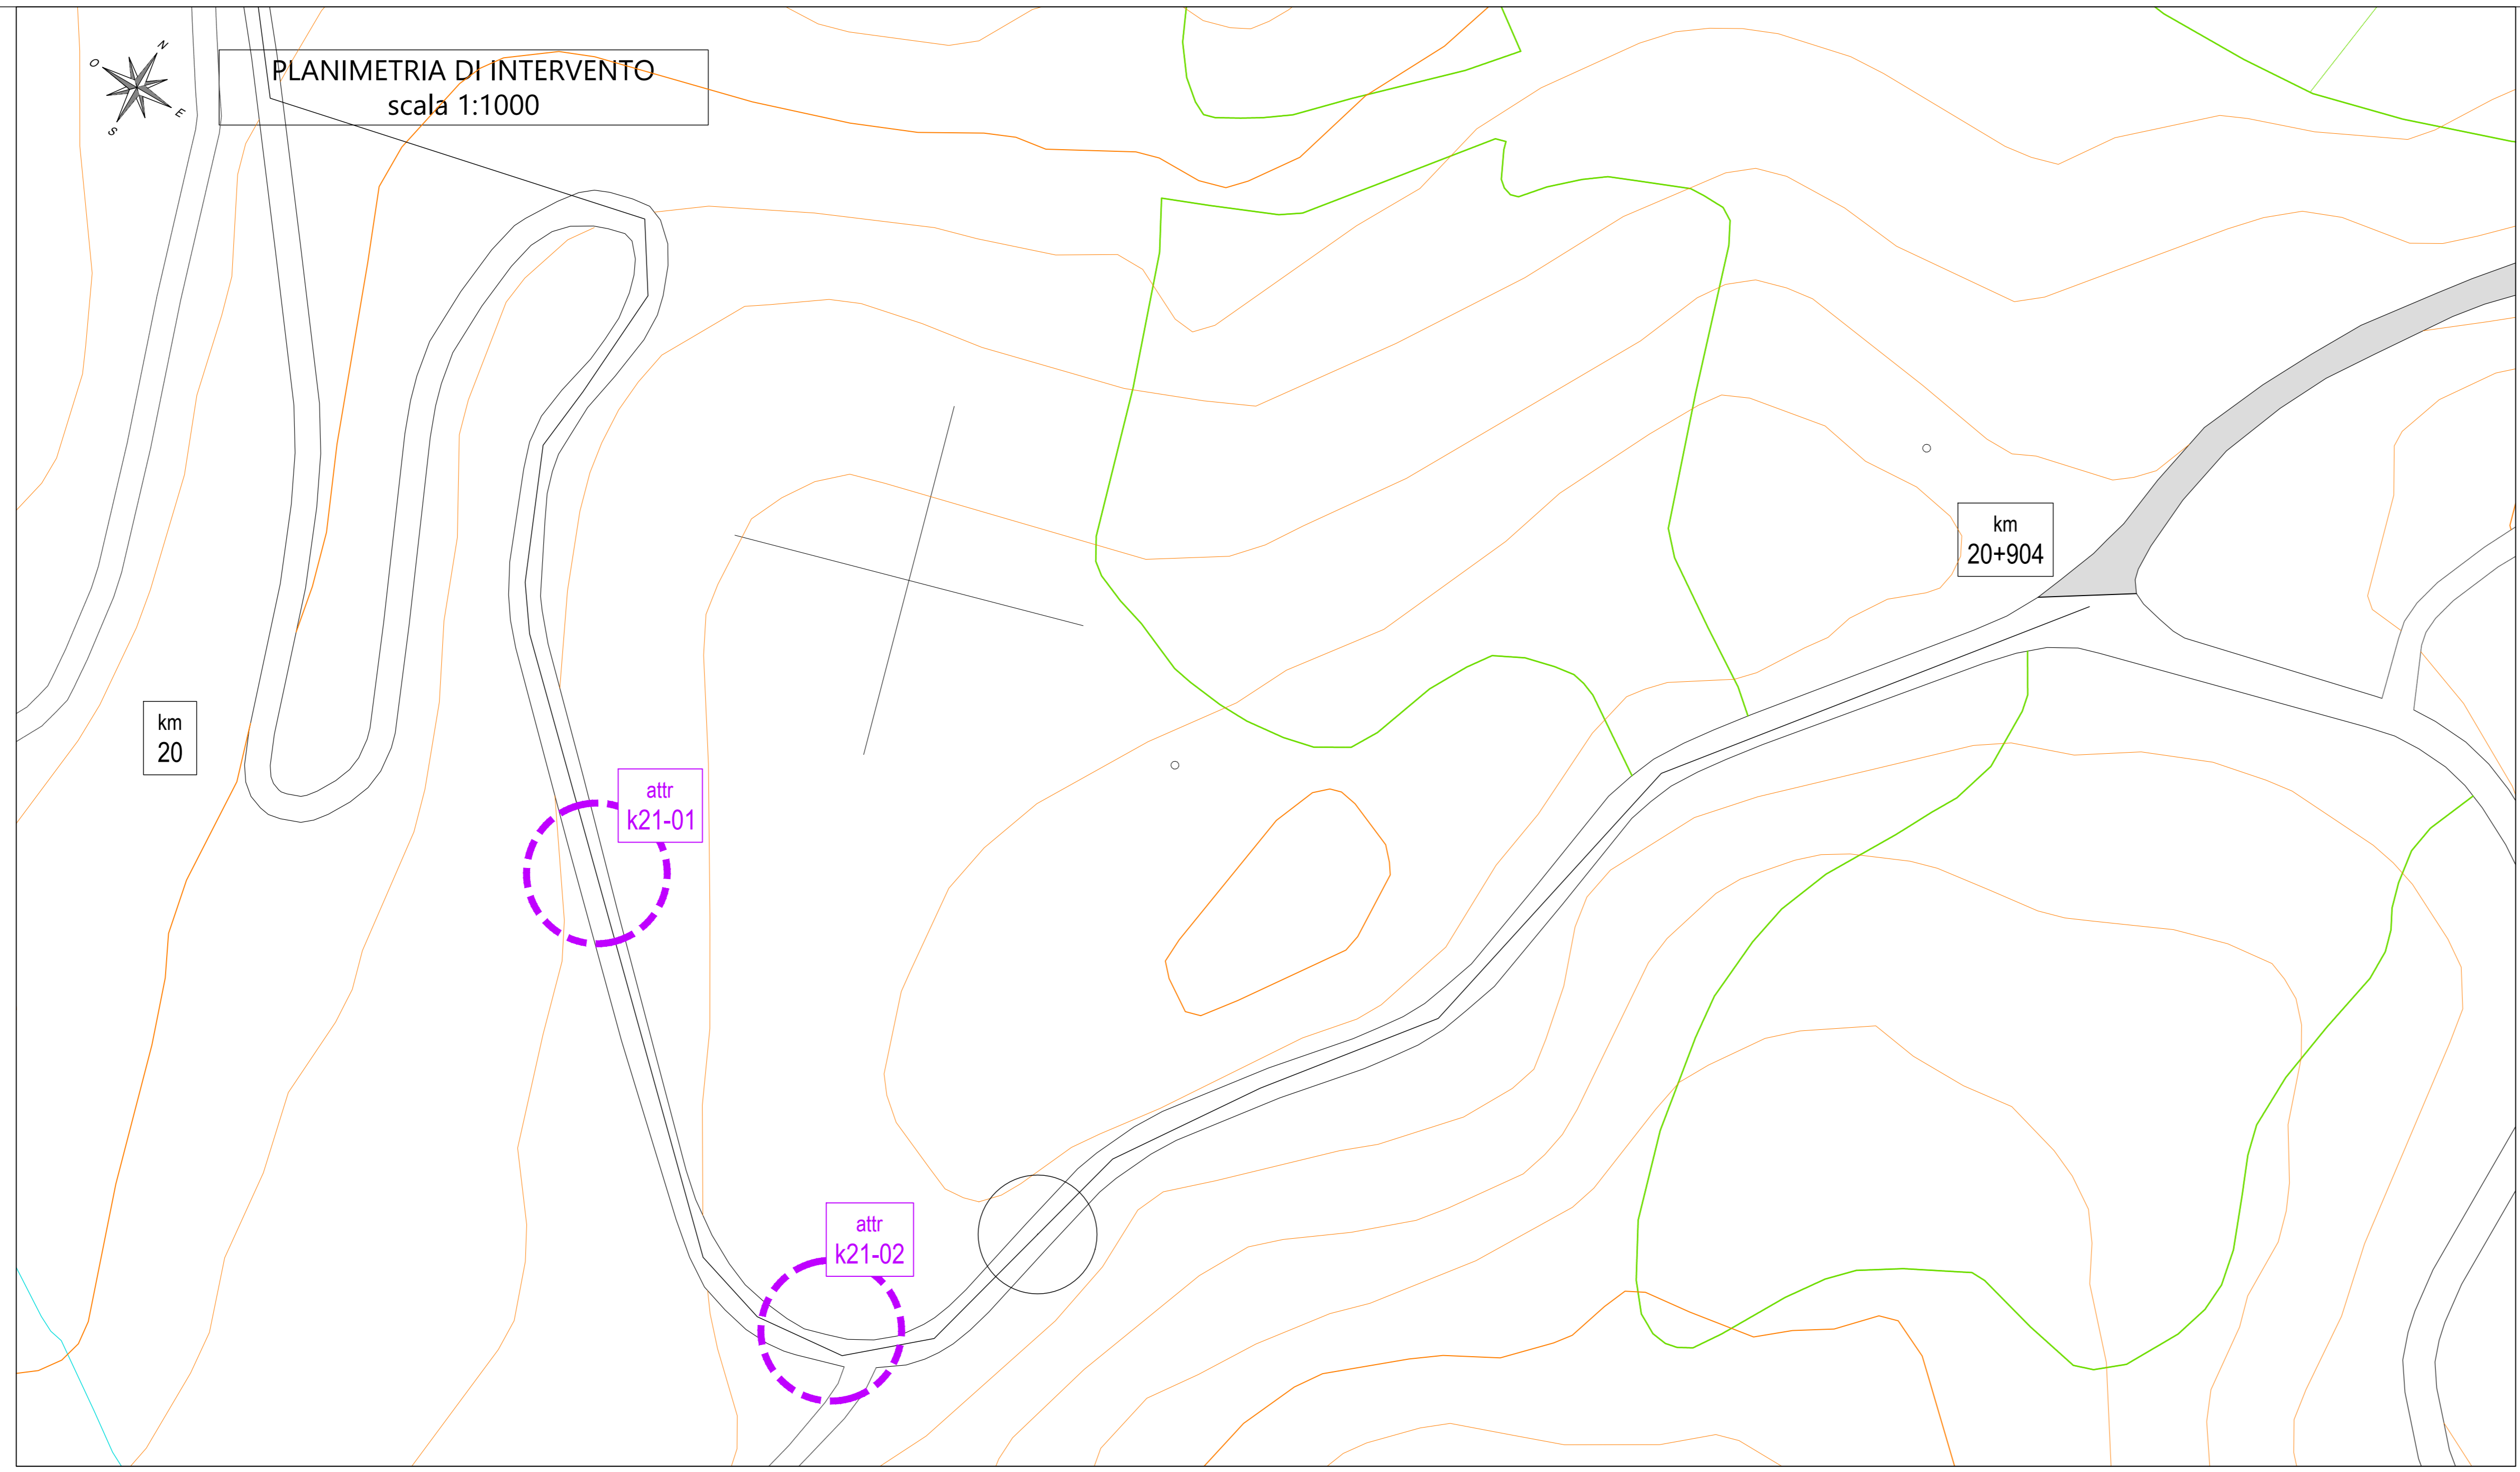 N
O
E
S
PLANIMETRIA DI INTERVENTO
scala 1:1000
km
20+904
km
20
attr
k21-01
attr
k21-02